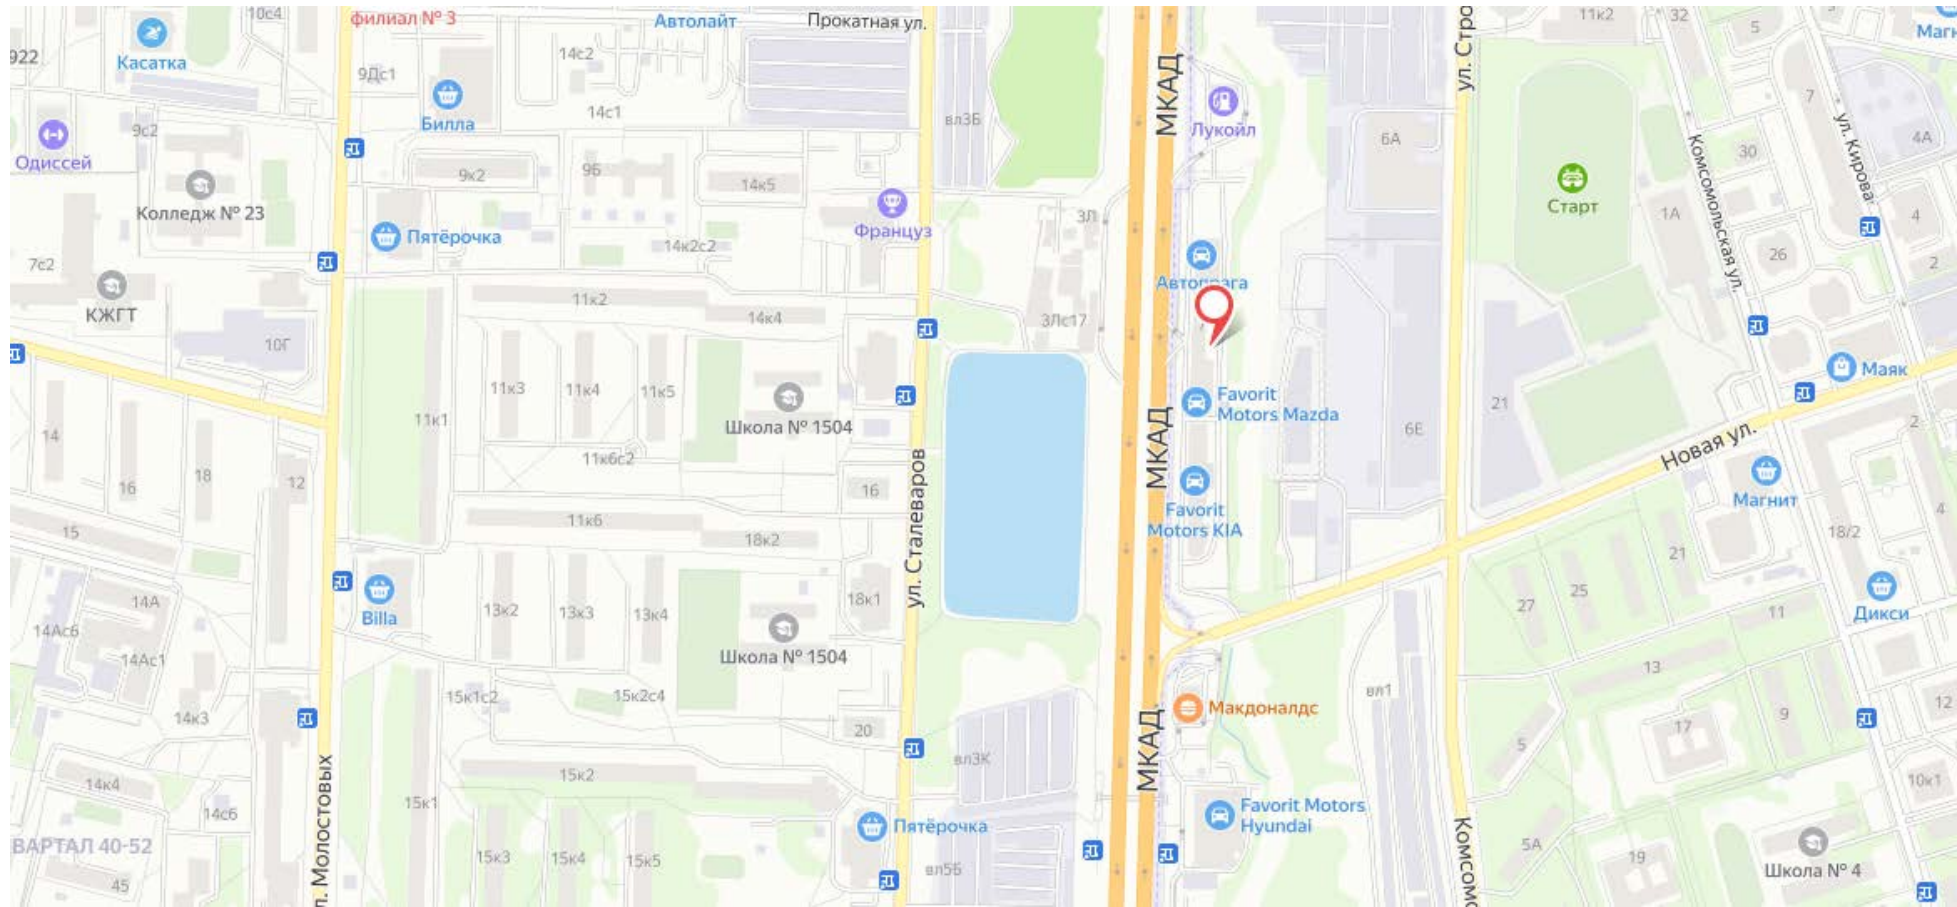 10с4
филиал № 3
Автолайт
Прокатная ул.
11к2
32
5
922
Касатка
9Дс1
14с2
МКАД
7
Билла
14с1
вл3Б
Лукойл
6А
ул. Кирова
4А
9с2
Одиссей
30
Комсомольская ул.
9к2
9Б
14к5
Колледж № 23
Старт
1А
4
Пятёрочка
Француз
3Л
14к2с2
26
2
7с2
КЖГТ
11к2
14к4
3Лс17
10Г
Маяк
11к3
11к4
11к5
Favorit
Motors Mazda
21
11к1
Школа № 1504
6Е
2
14
МКАД
Новая ул.
11к6с2
16
18
12
16
ул. Сталеваров
Магнит
Favorit
Motors KIA
4
15
11к6
18к2
18/2
21
25
27
14А
Billa
13к2
13к3
13к4
18к1
11
Дикси
14Ас6
14Ас1
Школа № 1504
13
15к1с2
15к2с4
вл1
12
14к3
Макдоналдс
20
17
9
5
МКАД
вл3К
15к2
14к4
10к1
15к1
14с6
Favorit Motors
Hyundai
Пятёрочка
ВАРТАЛ 40-52
5А
15к3
15к4
15к5
19
вл5Б
Школа № 4
45